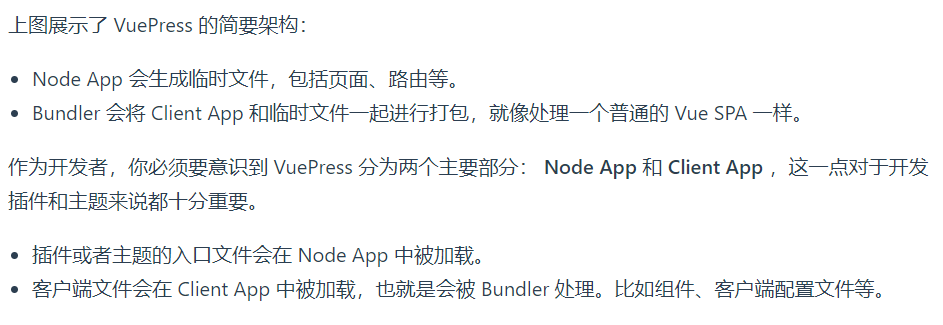 上图展示了 VuePress 的简要架构：
• Node App 会生成临时文件，包括页面、路由等。
• Bundler 会将 Client App 和临时文件一起进行打包，就像处理一个普通的 Vue SPA 一样。
作为开发者，你必须要意识到 VuePress 分为两个主要部分： Node App 和 Client App ，这一点对于开发
插件和主题来说都十分重要。
• 插件或者主题的入口文件会在 Node App 中被加载。
• 客户端文件会在 Client App 中被加载，也就是会被 Bundler 处理。比如组件、客户端配置文件等。